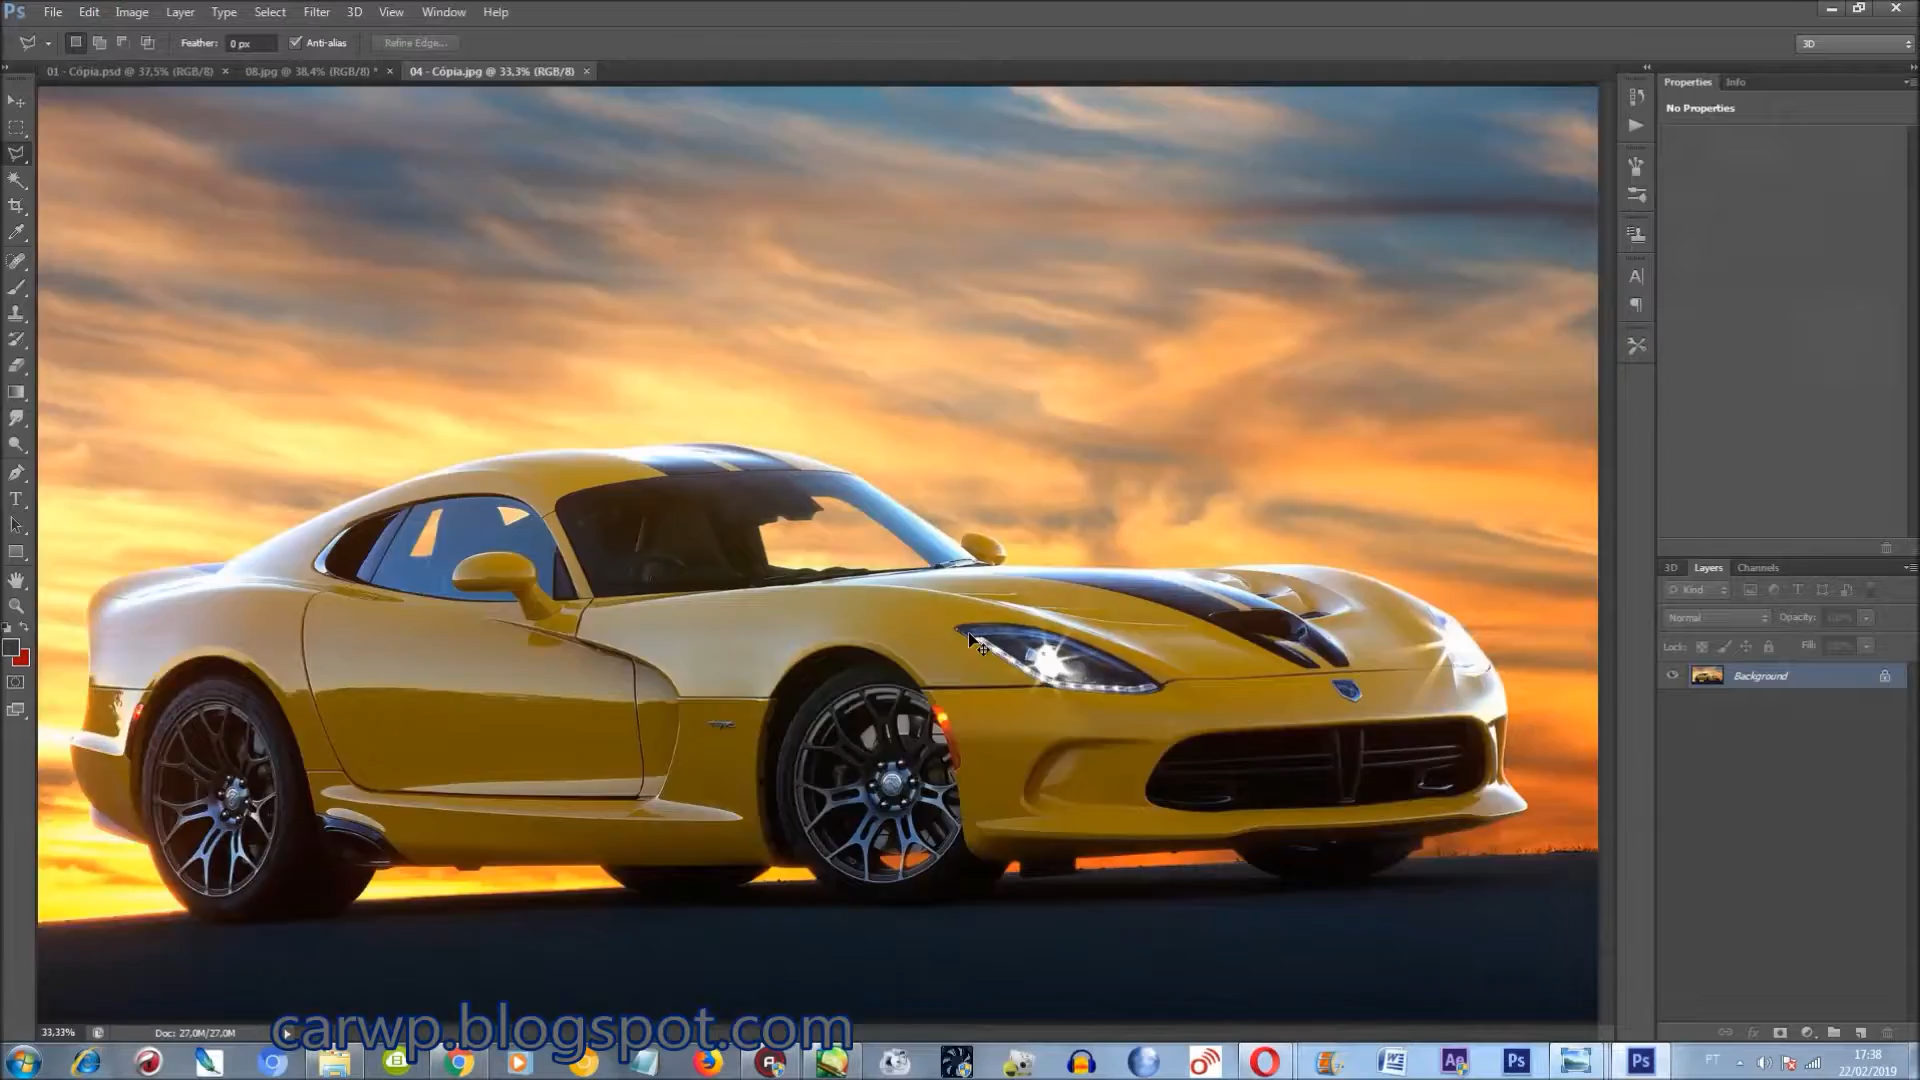 Ps File Edit Image Layer Type Select Filter 3D View Window Help
Feather: 0 px Anti-alias Refine Edge... 3D
01 - Cópia.psd @ 37,5% (RGB/8) × 08.jpg @ 38,4% (RGB/8) * × 04 - Cópia.jpg @ 33,3% (RGB/8) ×
Properties Info
No Properties
3D Layers Channels
Kind
Normal Opacity:
Lock: Fill:
Background
33,33% Doc: 27,0M/27,0M
carwp.blogspot.com
PT 17:38
22/02/2019